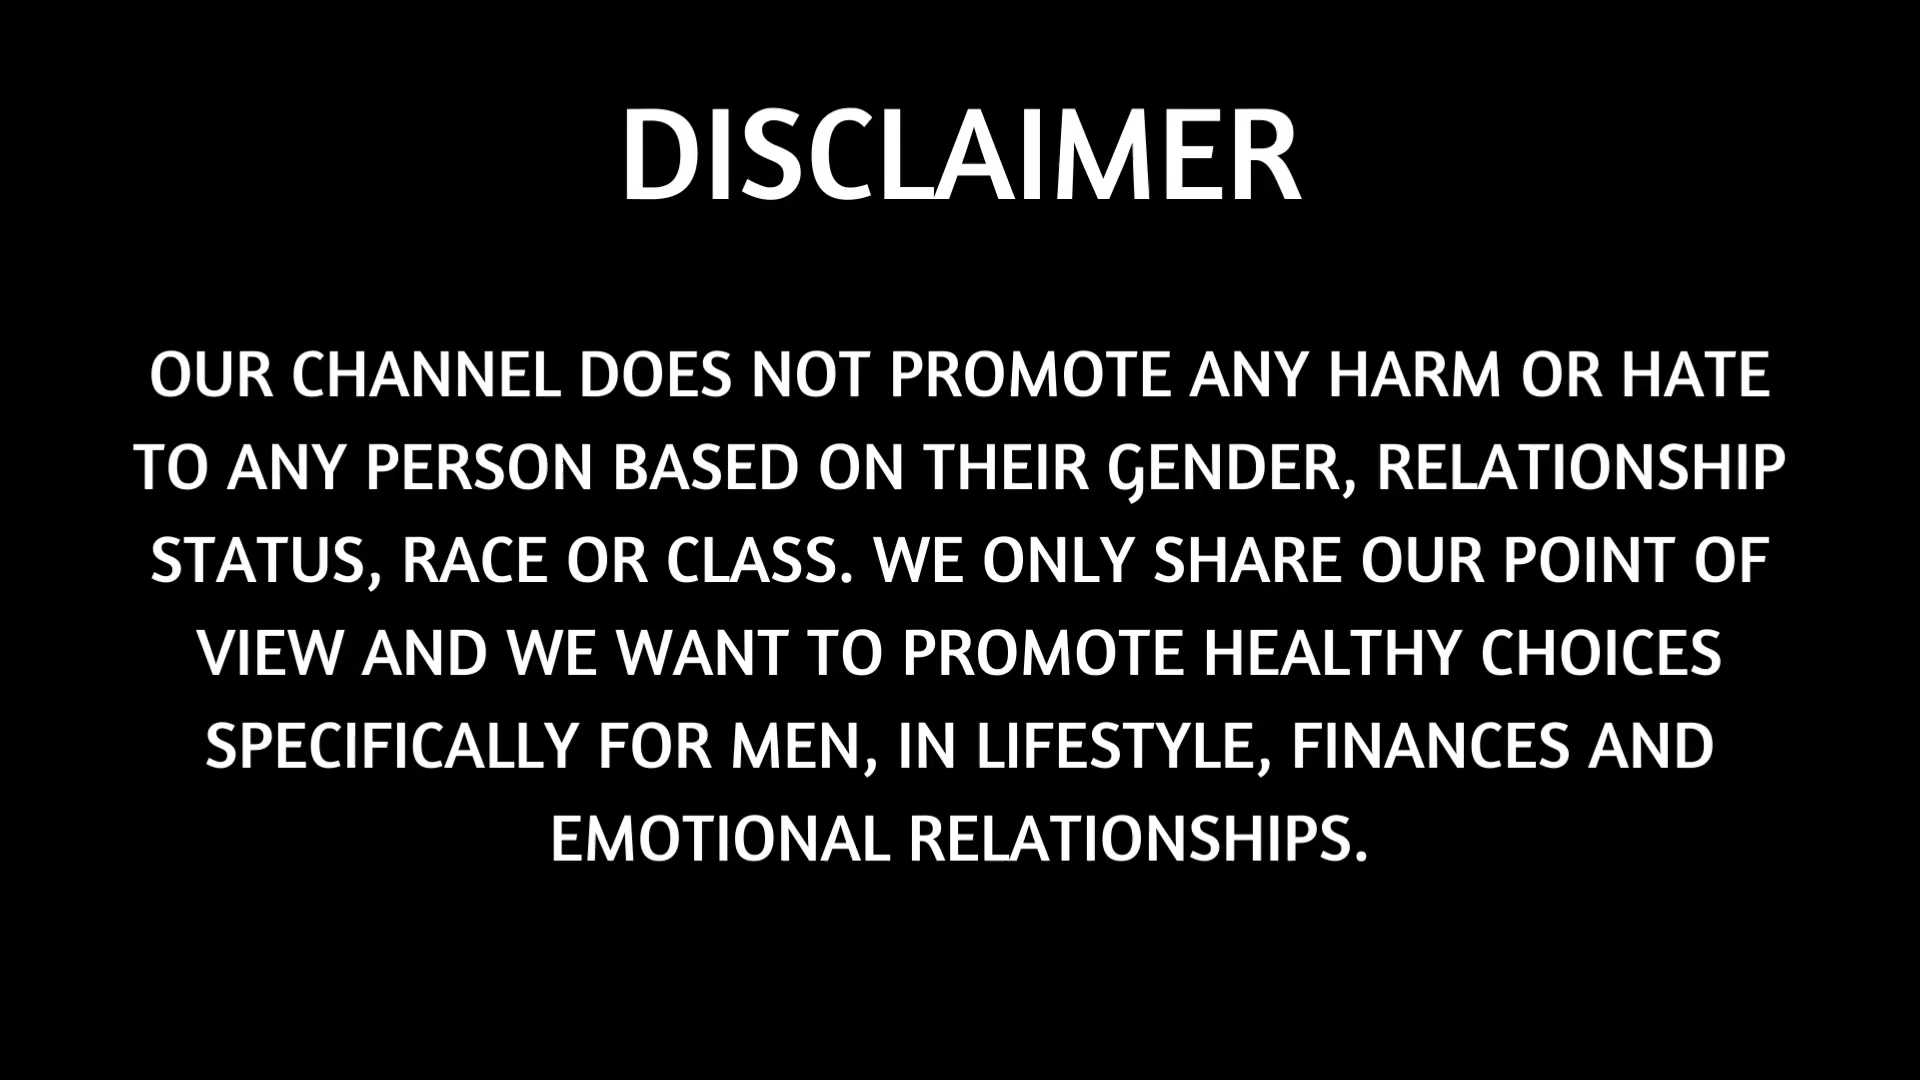 DISCLAIMER
OUR CHANNEL DOES NOT PROMOTE ANY HARM OR HATE
TO ANY PERSON BASED ON THEIR GENDER, RELATIONSHIP
STATUS, RACE OR CLASS. WE ONLY SHARE OUR POINT OF
VIEW AND WE WANT TO PROMOTE HEALTHY CHOICES
SPECIFICALLY FOR MEN, IN LIFESTYLE, FINANCES AND
EMOTIONAL RELATIONSHIPS.